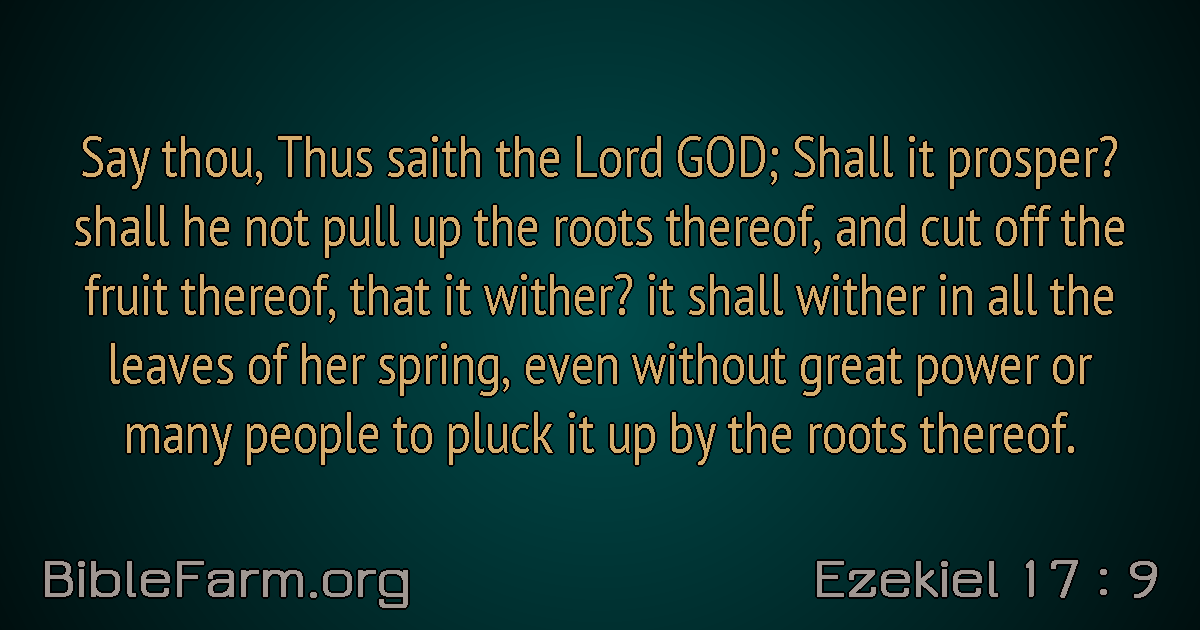 Say thou, Thus saith the Lord GOD; Shall it prosper?
shall he not pull up the roots thereof, and cut off the
fruit thereof, that it wither? it shall wither in all the
leaves of her spring, even without great power or
many people to pluck it up by the roots thereof.
BibleFarm.org
Ezekiel 17 : 9